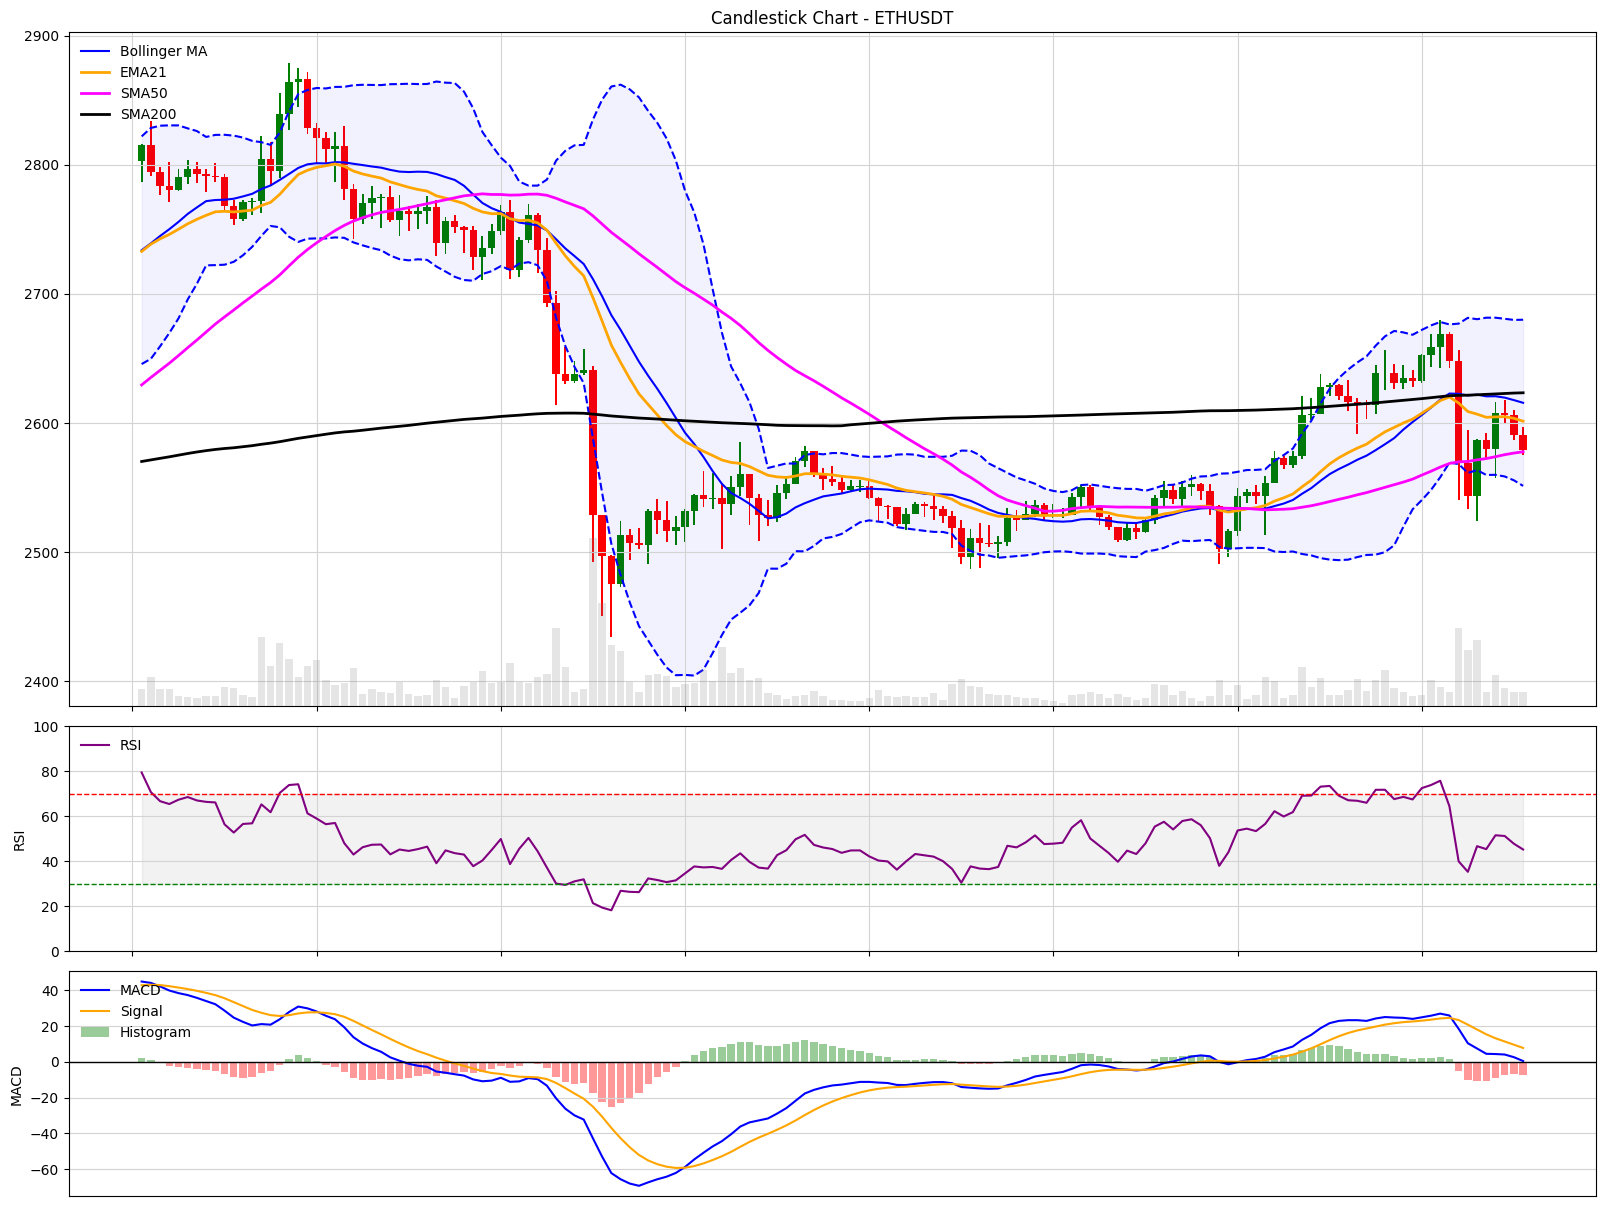 Candlestick Chart - ETHUSDT
2900
Bollinger MA
EMA21
SMA50
SMA200
2800
2700
2600
2500
2400
100
RSI
80
60
RSI
40
20
0
40
MACD
Signal
20
Histogram
0
MACD
−20
−40
−60